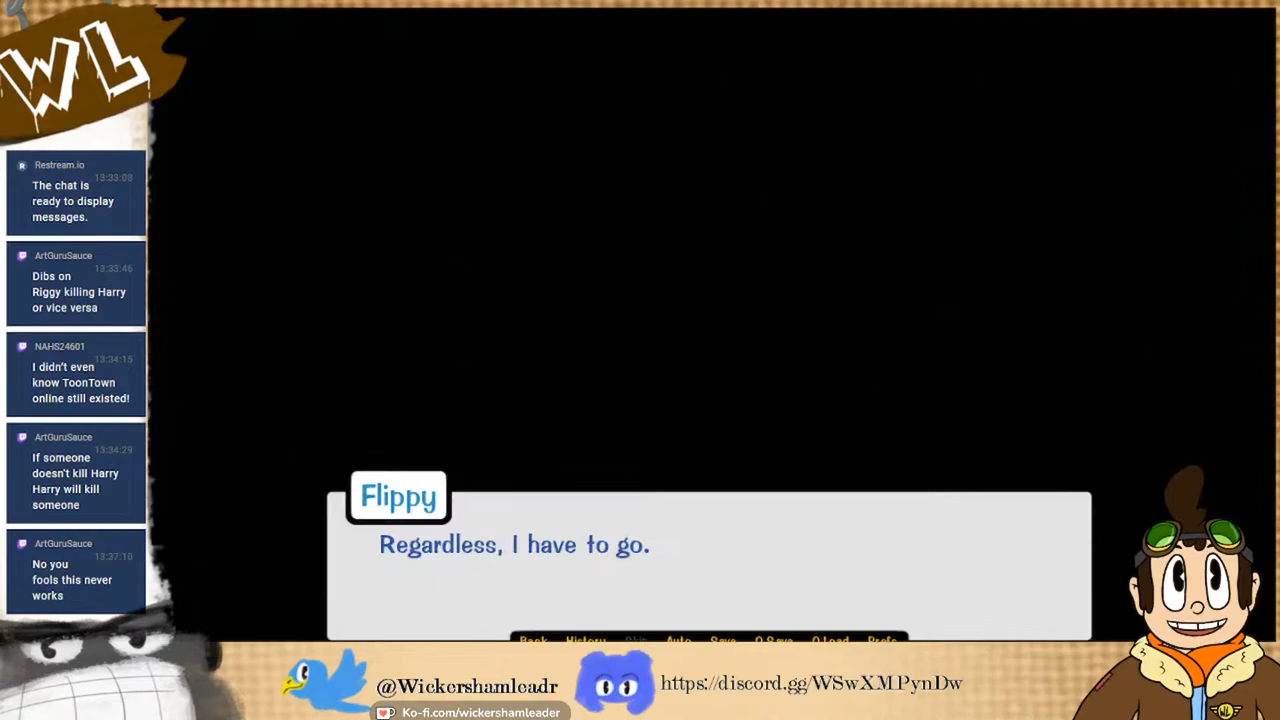 WL
Restream.io
13:33:08
The chat is
ready to display
messages.
ArtGuruSauce
13:33:46
Dibs on
Riggy killing Harry
or vice versa
NAHS24601
13:34:15
I didn't even
know ToonTown
online still existed!
ArtGuruSauce
13:34:29
If someone
doesn't kill Harry
Harry will kill
someone
ArtGuruSauce
13:37:10
No you
fools this never
works
Flippy
Regardless, I have to go.
Back History Skip Auto Save Q.Save Q.Load Prefs
@Wickershamleadr
https://discord.gg/WSwXMPynDw
Ko-fi.com/wickershamleader
WL